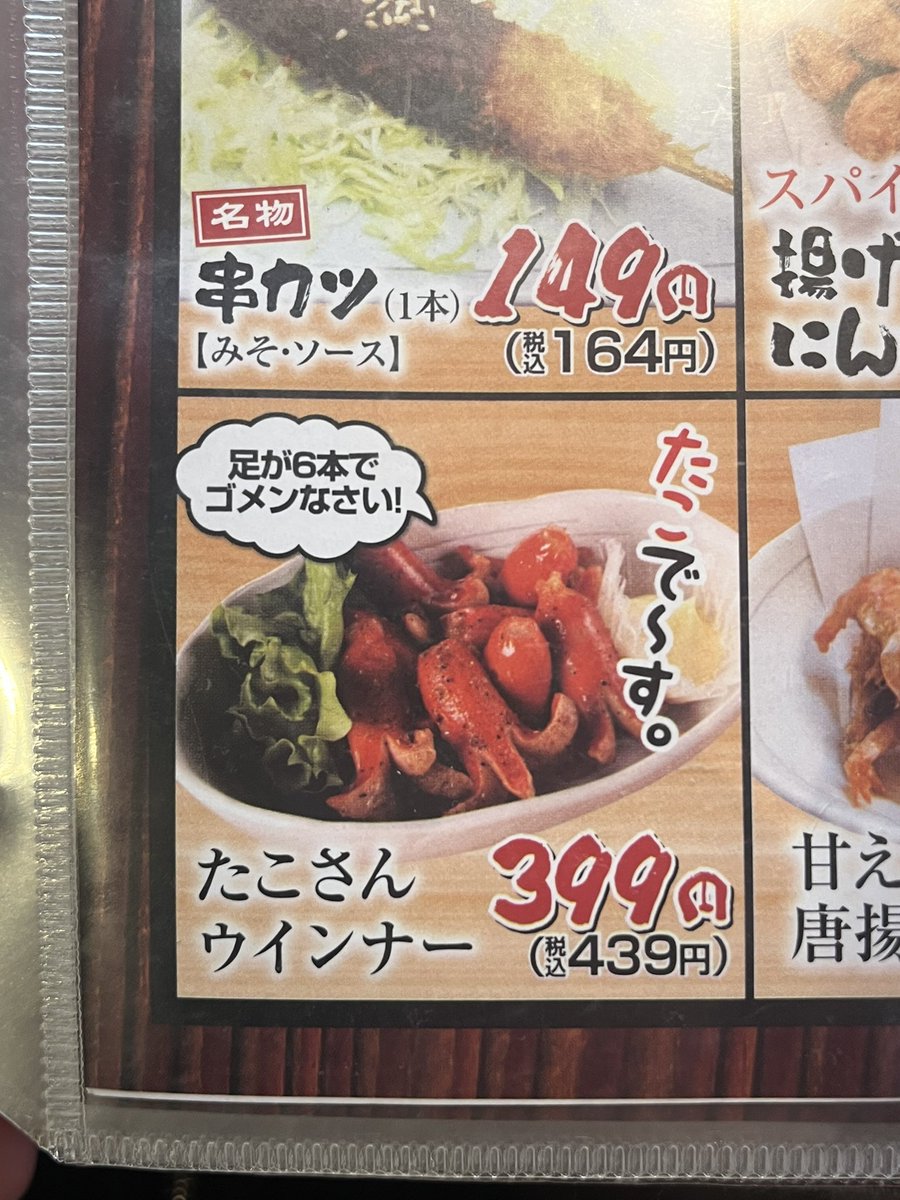 名物
串カツ(1本)
【みそ・ソース】
149円
(税込164円)
スパイ
揚げ
にん
足が6本で
ゴメンなさい!
たこで〜す。
たこさん
ウインナー
399円
(税込439円)
甘え
唐揚